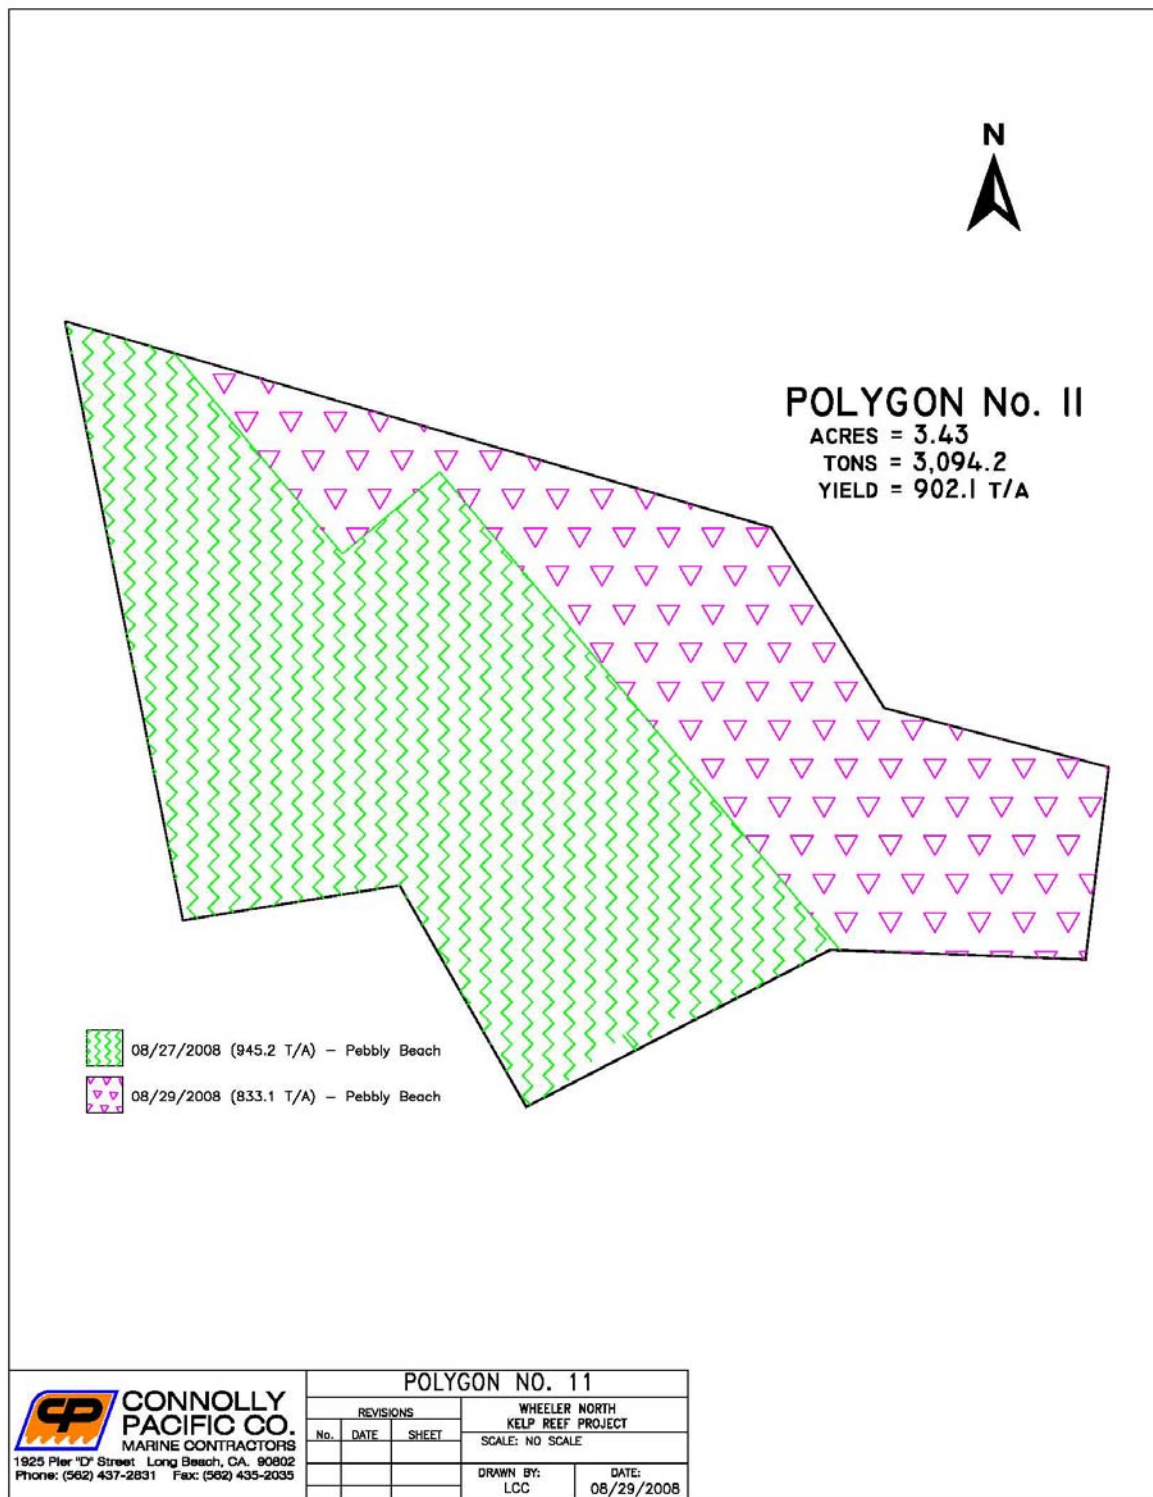 N
POLYGON No. 11
ACRES = 3.43
TONS = 3,094.2
YIELD = 902.1 T/A
08/27/2008 (945.2 T/A) – Pebbly Beach
08/29/2008 (833.1 T/A) – Pebbly Beach
CP
CONNOLLY
PACIFIC CO.
MARINE CONTRACTORS
1925 Pier "D" Street Long Beach, CA. 90802
Phone: (562) 437-2831 Fax: (562) 435-2035
POLYGON NO. 11
REVISIONS
No. DATE SHEET
WHEELER NORTH
KELP REEF PROJECT
SCALE: NO SCALE
DRAWN BY:
LCC
DATE:
08/29/2008